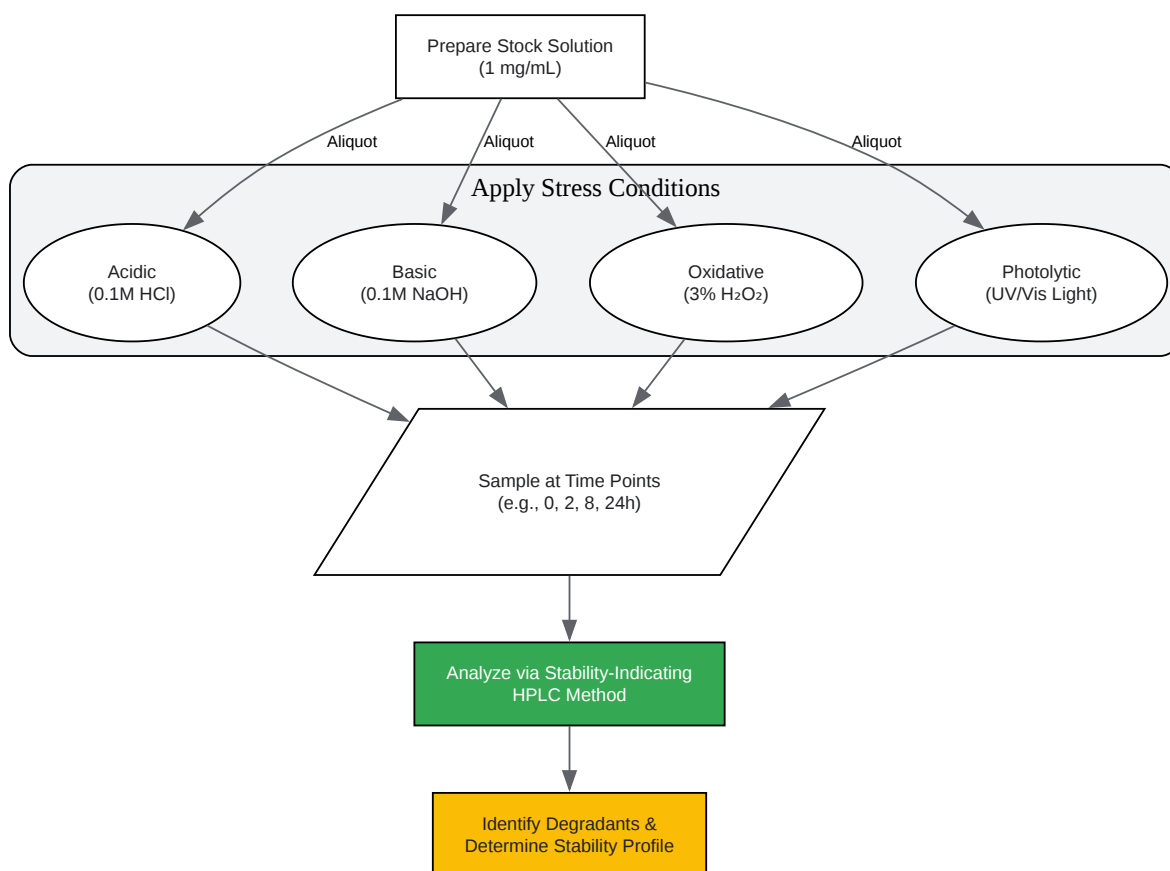 Prepare Stock Solution
(1 mg/mL)
Aliquot
Aliquot
Aliquot
Aliquot
Apply Stress Conditions
Acidic
(0.1M HCl)
Basic
(0.1M NaOH)
Oxidative
(3% H₂O₂)
Photolytic
(UV/Vis Light)
Sample at Time Points
(e.g., 0, 2, 8, 24h)
Analyze via Stability-Indicating
HPLC Method
Identify Degradants &
Determine Stability Profile